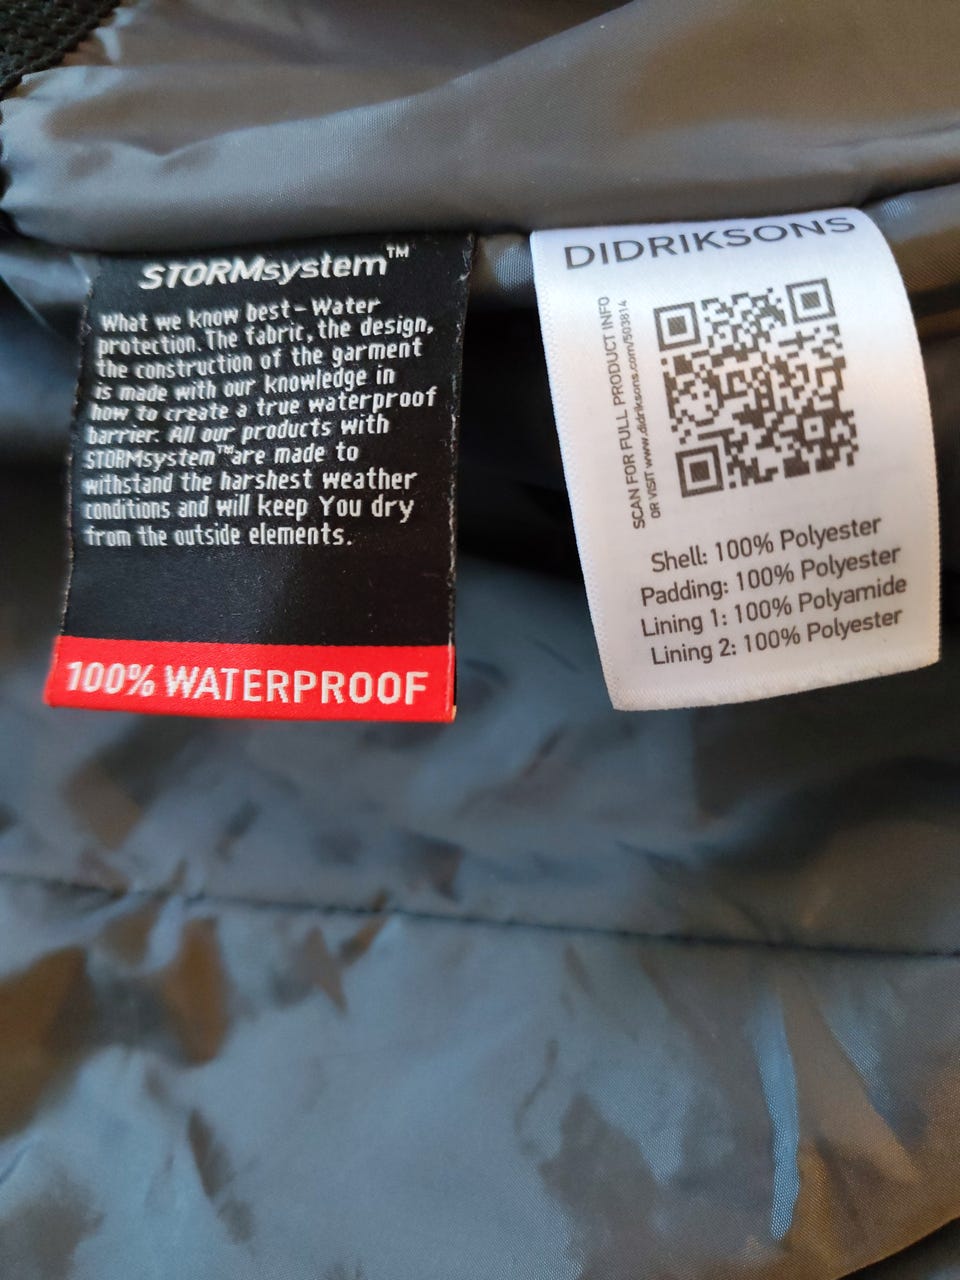 STORMsystem™
What we know best - Water
protection. The fabric, the design,
the construction of the garment
is made with our knowledge in
how to create a true waterproof
barrier. All our products with
STORMsystem™ are made to
withstand the harshest weather
conditions and will keep You dry
from the outside elements.
100% WATERPROOF
DIDRIKSONS
SCAN FOR FULL PRODUCT INFO
OR VISIT www.didriksons.com/503814
Shell: 100% Polyester
Padding: 100% Polyester
Lining 1: 100% Polyamide
Lining 2: 100% Polyester